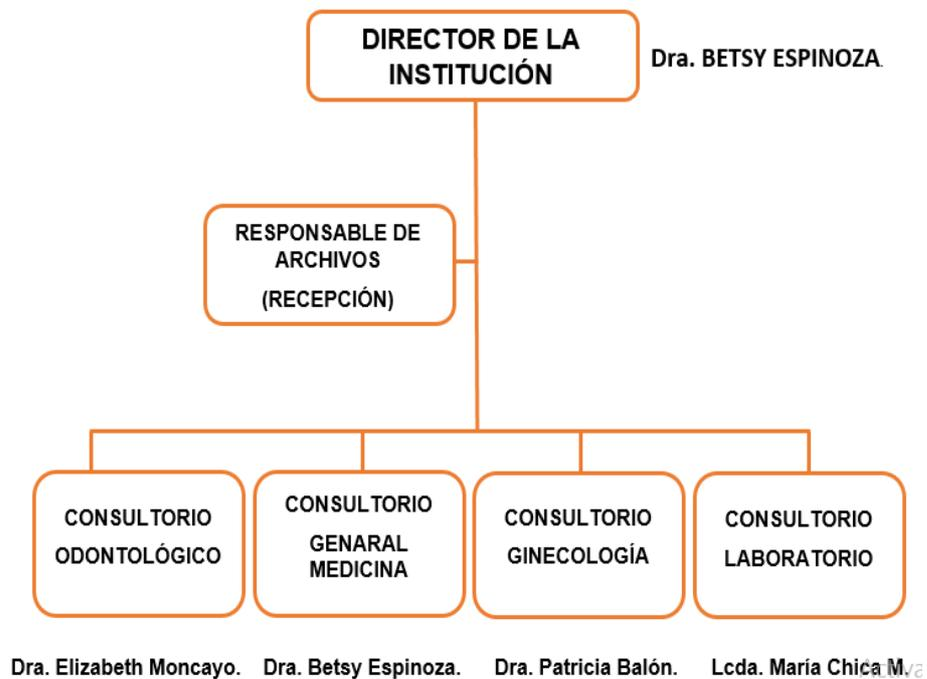 DIRECTOR DE LA
INSTITUCIÓN
Dra. BETSY ESPINOZA.
RESPONSABLE DE
ARCHIVOS
(RECEPCIÓN)
CONSULTORIO
ODONTOLÓGICO
CONSULTORIO
GENARAL
MEDICINA
CONSULTORIO
GINECOLOGÍA
CONSULTORIO
LABORATORIO
Dra. Elizabeth Moncayo.
Dra. Betsy Espinoza.
Dra. Patricia Balón.
Lcda. María Chica M
Activa